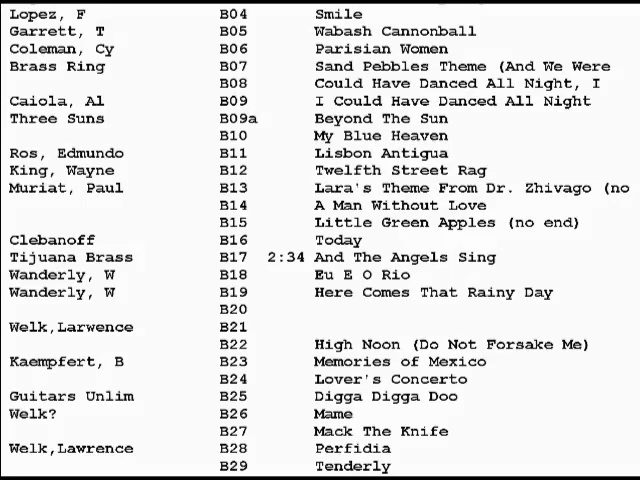 Lopez, F B04 Smile
Garrett, T B05 Wabash Cannonball
Coleman, Cy B06 Parisian Women
Brass Ring B07 Sand Pebbles Theme (And We Were
B08 Could Have Danced All Night, I
Caiola, Al B09 I Could Have Danced All Night
Three Suns B09a Beyond The Sun
B10 My Blue Heaven
Ros, Edmundo B11 Lisbon Antigua
King, Wayne B12 Twelfth Street Rag
Muriat, Paul B13 Lara's Theme From Dr. Zhivago (no
B14 A Man Without Love
B15 Little Green Apples (no end)
Clebanoff B16 Today
Tijuana Brass B17 2:34 And The Angels Sing
Wanderly, W B18 Eu E O Rio
Wanderly, W B19 Here Comes That Rainy Day
B20
Welk,Larwence B21
B22 High Noon (Do Not Forsake Me)
Kaempfert, B B23 Memories of Mexico
B24 Lover's Concerto
Guitars Unlim B25 Digga Digga Doo
Welk? B26 Mame
B27 Mack The Knife
Welk,Lawrence B28 Perfidia
B29 Tenderly